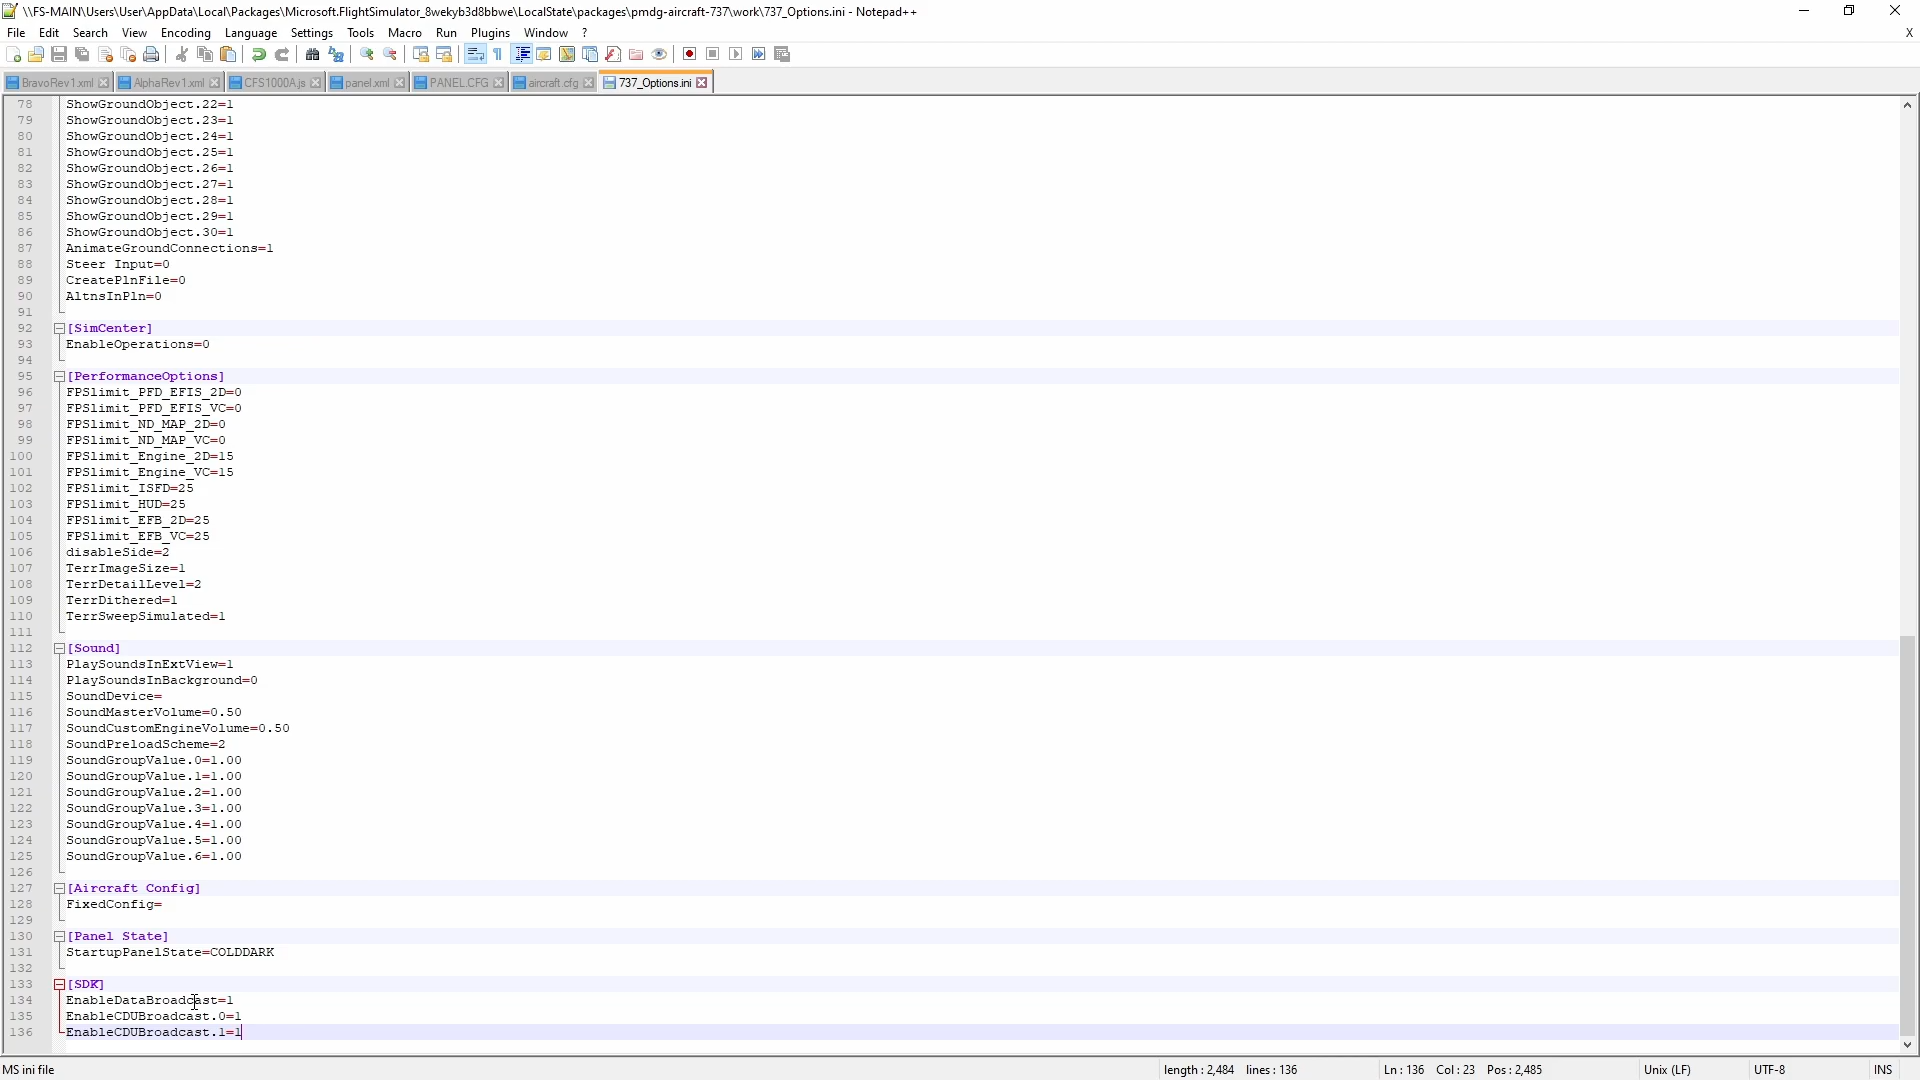 \\FS-MAIN\Users\User\AppData\Local\Packages\Microsoft.FlightSimulator_8wekyb3d8bbwe\LocalState\packages\pmdg-aircraft-737\work\737_Options.ini - Notepad++
File Edit Search View Encoding Language Settings Tools Macro Run Plugins Window ? X
BravoRev1.xml AlphaRev1.xml CFS1000A.js panel.xml PANEL.CFG aircraft.cfg 737_Options.ini
78 ShowGroundObject.22=1
79 ShowGroundObject.23=1
80 ShowGroundObject.24=1
81 ShowGroundObject.25=1
82 ShowGroundObject.26=1
83 ShowGroundObject.27=1
84 ShowGroundObject.28=1
85 ShowGroundObject.29=1
86 ShowGroundObject.30=1
87 AnimateGroundConnections=1
88 Steer Input=0
89 CreatePlnFile=0
90 AltnsInPln=0
91
92 [SimCenter]
93 EnableOperations=0
94
95 [PerformanceOptions]
96 FPSlimit_PFD_EFIS_2D=0
97 FPSlimit_PFD_EFIS_VC=0
98 FPSlimit_ND_MAP_2D=0
99 FPSlimit_ND_MAP_VC=0
100 FPSlimit_Engine_2D=15
101 FPSlimit_Engine_VC=15
102 FPSlimit_ISFD=25
103 FPSlimit_HUD=25
104 FPSlimit_EFB_2D=25
105 FPSlimit_EFB_VC=25
106 disableSide=2
107 TerrImageSize=1
108 TerrDetailLevel=2
109 TerrDithered=1
110 TerrSweepSimulated=1
111
112 [Sound]
113 PlaySoundsInExtView=1
114 PlaySoundsInBackground=0
115 SoundDevice=
116 SoundMasterVolume=0.50
117 SoundCustomEngineVolume=0.50
118 SoundPreloadScheme=2
119 SoundGroupValue.0=1.00
120 SoundGroupValue.1=1.00
121 SoundGroupValue.2=1.00
122 SoundGroupValue.3=1.00
123 SoundGroupValue.4=1.00
124 SoundGroupValue.5=1.00
125 SoundGroupValue.6=1.00
126
127 [Aircraft Config]
128 FixedConfig=
129
130 [Panel State]
131 StartupPanelState=COLDDARK
132
133 [SDK]
134 EnableDataBroadcast=1
135 EnableCDUBroadcast.0=1
136 EnableCDUBroadcast.1=1
MS ini file length : 2,484 lines : 136 Ln : 136 Col : 23 Pos : 2,485 Unix (LF) UTF-8 INS